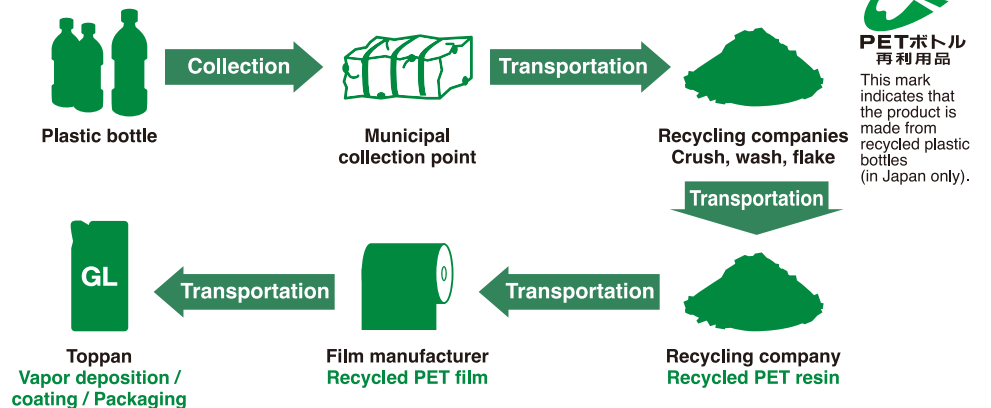 Collection
Transportation
Plastic bottle
Municipal
collection point
Recycling companies
Crush, wash, flake
PETボトル
再利用品
This mark
indicates that
the product is
made from
recycled plastic
bottles
(in Japan only).
Transportation
GL
Transportation
Transportation
Toppan
Vapor deposition /
coating / Packaging
Film manufacturer
Recycled PET film
Recycling company
Recycled PET resin